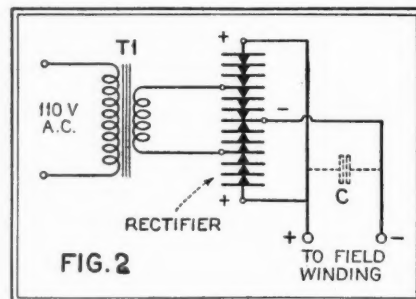 T1
+
110 V
A.C.
-
RECTIFIER
+
C
+ -
TO FIELD
WINDING
FIG. 2